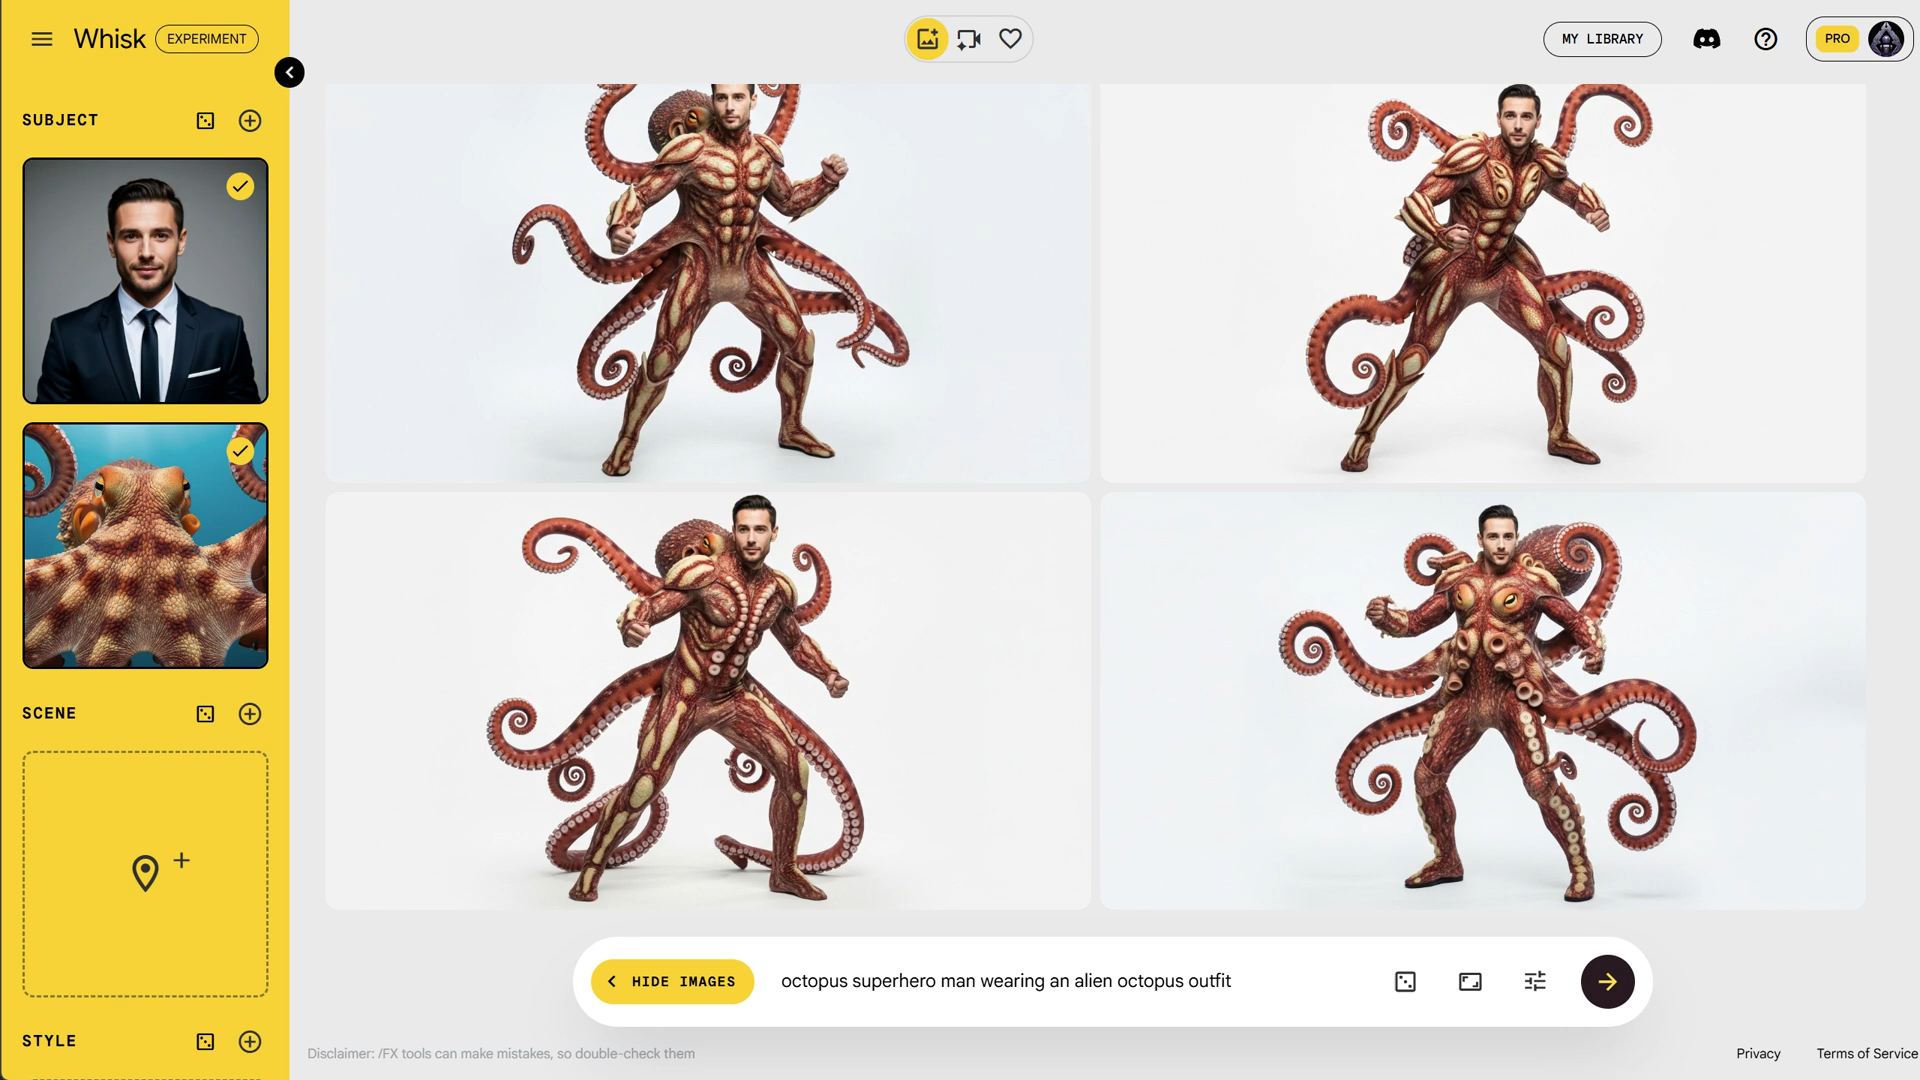 Whisk EXPERIMENT
MY LIBRARY
PRO
SUBJECT
SCENE
STYLE
HIDE IMAGES
octopus superhero man wearing an alien octopus outfit
Disclaimer: /FX tools can make mistakes, so double-check them
Privacy
Terms of Service